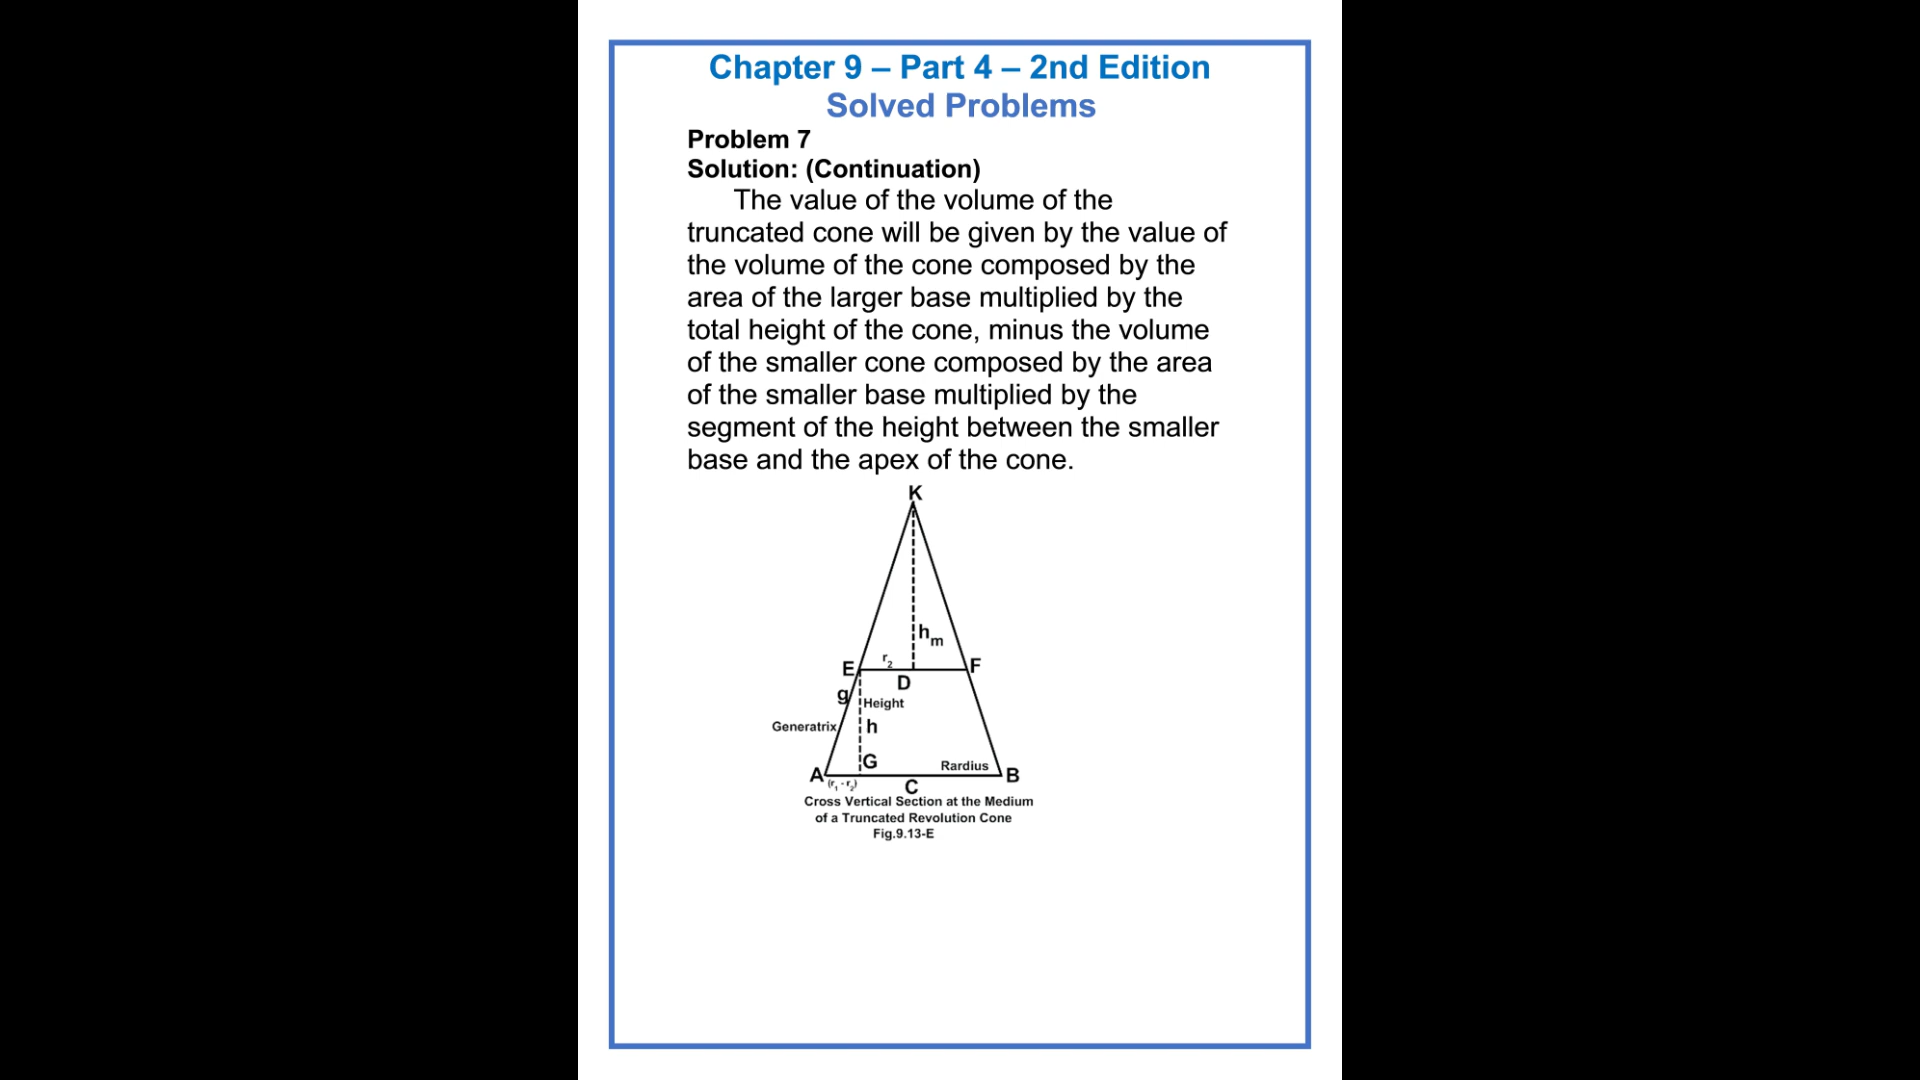 Chapter 9 – Part 4 – 2nd Edition
Solved Problems
Problem 7
Solution: (Continuation)
The value of the volume of the
truncated cone will be given by the value of
the volume of the cone composed by the
area of the larger base multiplied by the
total height of the cone, minus the volume
of the smaller cone composed by the area
of the smaller base multiplied by the
segment of the height between the smaller
base and the apex of the cone.
K
hm
E r2 F
D
g Height
Generatrix h
G Rardius
A B
(r1 - r2) C
Cross Vertical Section at the Medium
of a Truncated Revolution Cone
Fig.9.13-E